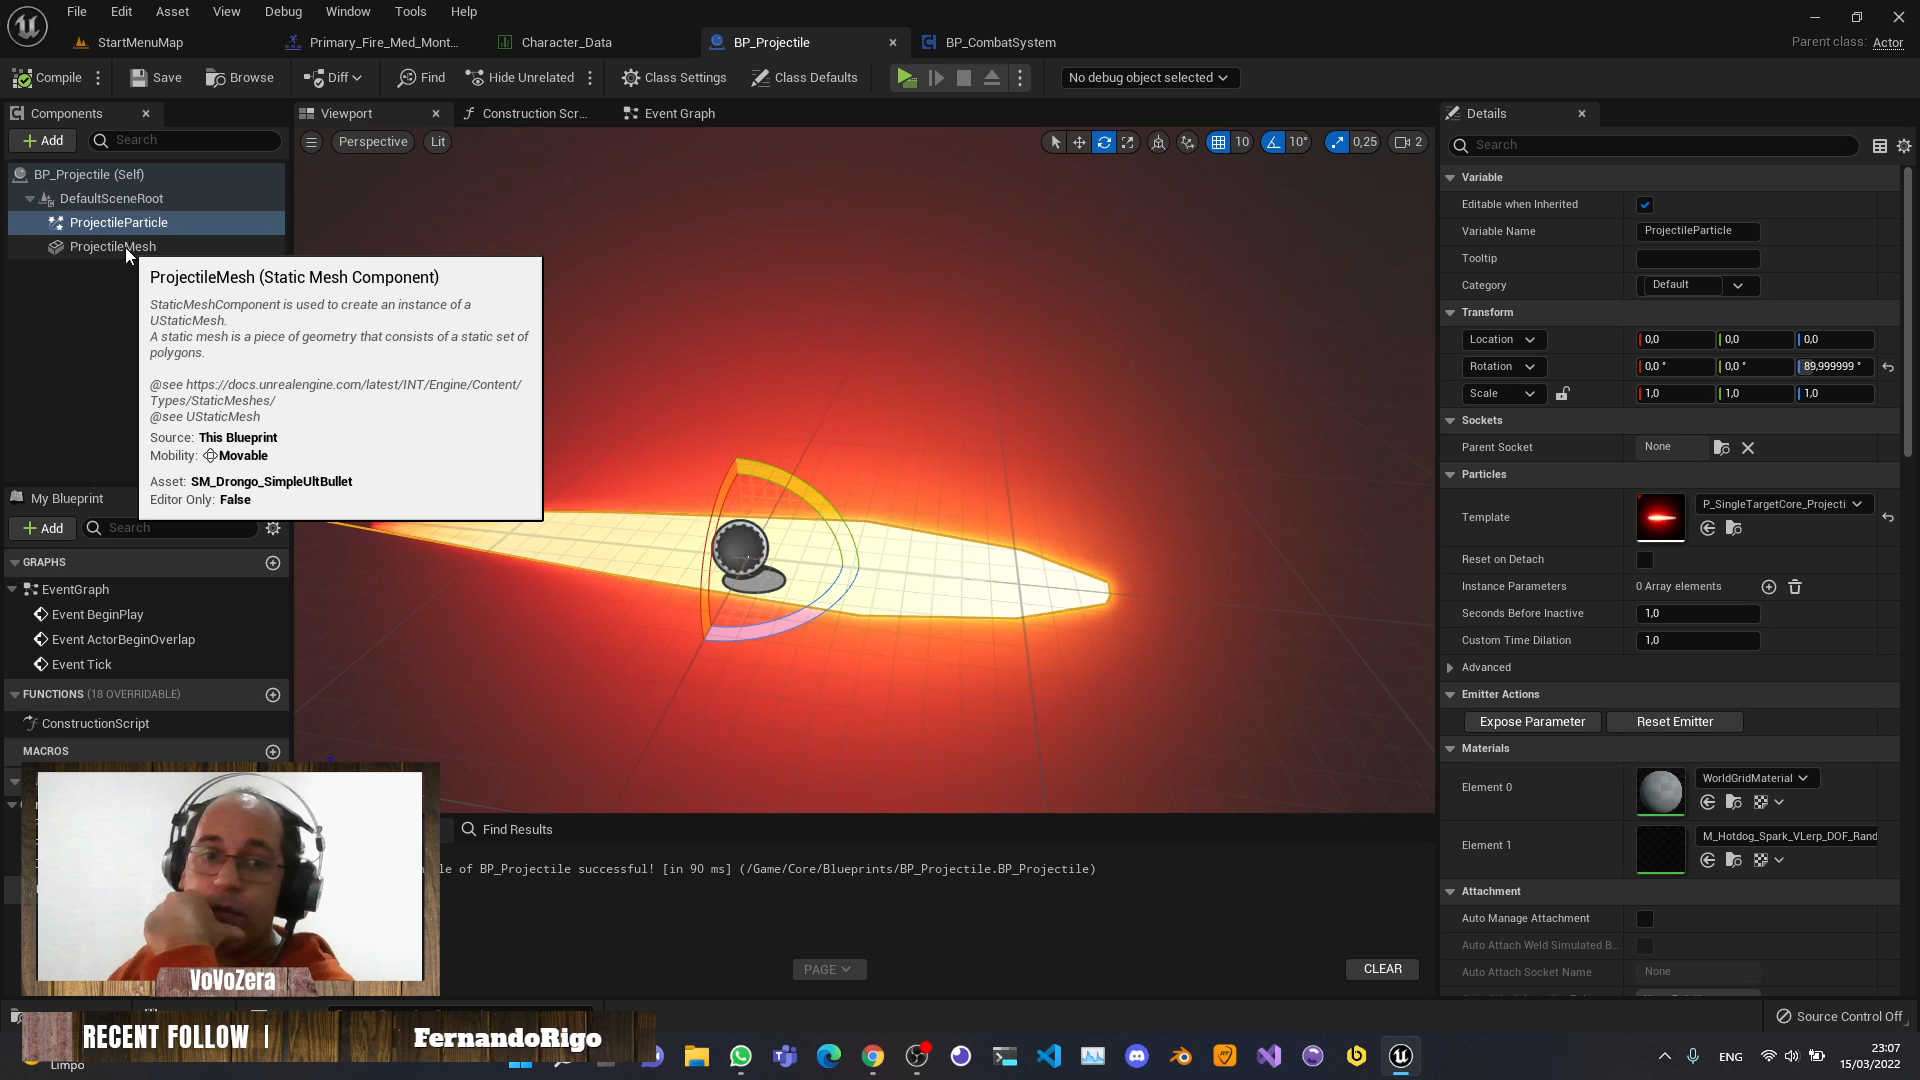 File Edit Asset View Debug Window Tools Help
StartMenuMap Primary_Fire_Med_Mont... Character_Data BP_Projectile BP_CombatSystem Parent class: Actor
Compile Save Browse Diff Find Hide Unrelated Class Settings Class Defaults No debug object selected
Components
Add Search
BP_Projectile (Self)
DefaultSceneRoot
ProjectileParticle
ProjectileMesh
ProjectileMesh (Static Mesh Component)
StaticMeshComponent is used to create an instance of a
UStaticMesh.
A static mesh is a piece of geometry that consists of a static set of
polygons.
@see https://docs.unrealengine.com/latest/INT/Engine/Content/
Types/StaticMeshes/
@see UStaticMesh
Source: This Blueprint
Mobility: Movable
Asset: SM_Drongo_SimpleUltBullet
Editor Only: False
My Blueprint
Add Search
GRAPHS
EventGraph
Event BeginPlay
Event ActorBeginOverlap
Event Tick
FUNCTIONS (18 OVERRIDABLE)
ConstructionScript
MACROS
Viewport Construction Scr... Event Graph
Perspective Lit 10 10° 0,25 2
Find Results
le of BP_Projectile successful! [in 90 ms] (/Game/Core/Blueprints/BP_Projectile.BP_Projectile)
PAGE CLEAR
Details
Search
Variable
Editable when Inherited
Variable Name ProjectileParticle
Tooltip
Category Default
Transform
Location 0,0 0,0 0,0
Rotation 0,0 ° 0,0 ° 89,999999 °
Scale 1,0 1,0 1,0
Sockets
Parent Socket None
Particles
Template P_SingleTargetCore_Projecti
Reset on Detach
Instance Parameters 0 Array elements
Seconds Before Inactive 1,0
Custom Time Dilation 1,0
Advanced
Emitter Actions
Expose Parameter Reset Emitter
Materials
Element 0 WorldGridMaterial
Element 1 M_Hotdog_Spark_VLerp_DOF_Rand
Attachment
Auto Manage Attachment
Auto Attach Weld Simulated B...
Auto Attach Socket Name None
VoVoZera
Source Control Off
RECENT FOLLOW | FernandoRigo
Limpo
ENG 23:07
15/03/2022